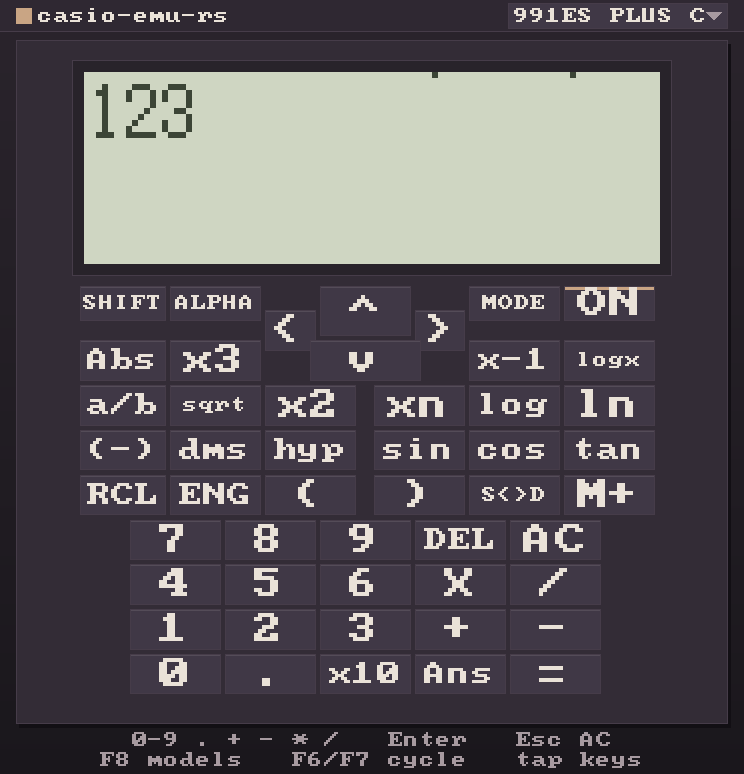 casio-emu-rs 991ES PLUS C
123
SHIFT ALPHA ^ MODE ON
< >
Abs x3 v x-1 logx
a/b sqrt x2 xn log ln
(-) dms hyp sin cos tan
RCL ENG ( ) S<>D M+
7 8 9 DEL AC
4 5 6 X /
1 2 3 + -
0 . x10 Ans =
0-9 . + - * / Enter Esc AC
F8 models F6/F7 cycle tap keys